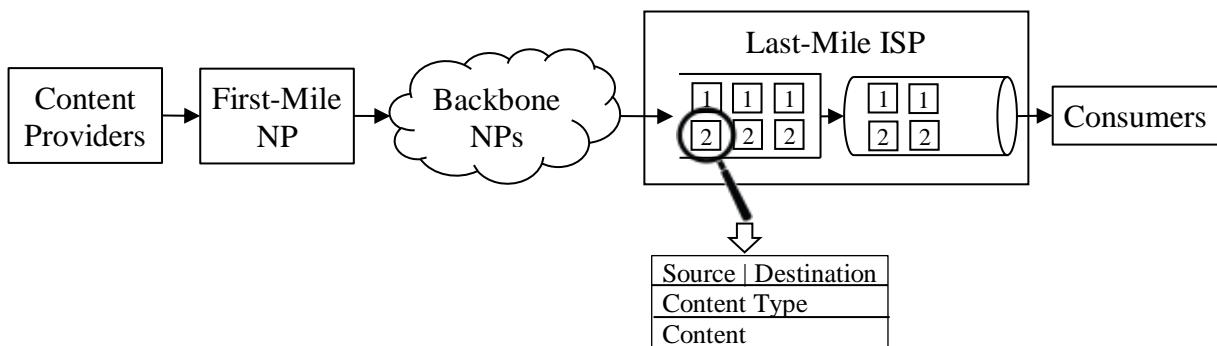 Last-Mile ISP
Content
Providers
First-Mile
NP
Backbone
NPs
1 1 1
2 2 2
1 1
2 2
Consumers
Source | Destination
Content Type
Content